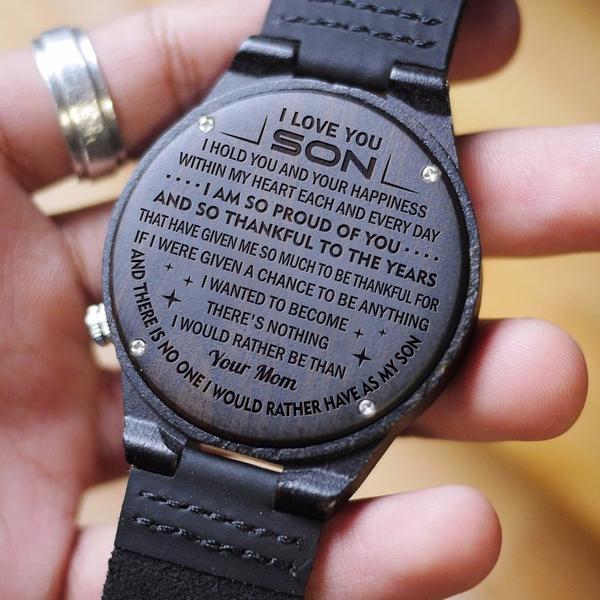 I LOVE YOU
SON
I HOLD YOU AND YOUR HAPPINESS
WITHIN MY HEART EACH AND EVERY DAY
····I AM SO PROUD OF YOU····
AND SO THANKFUL TO THE YEARS
THAT HAVE GIVEN ME SO MUCH TO BE THANKFUL FOR
IF I WERE GIVEN A CHANCE TO BE ANYTHING
I WANTED TO BECOME
THERE'S NOTHING
I WOULD RATHER BE THAN
Your Mom
AND THERE IS NO ONE I WOULD RATHER HAVE AS MY SON